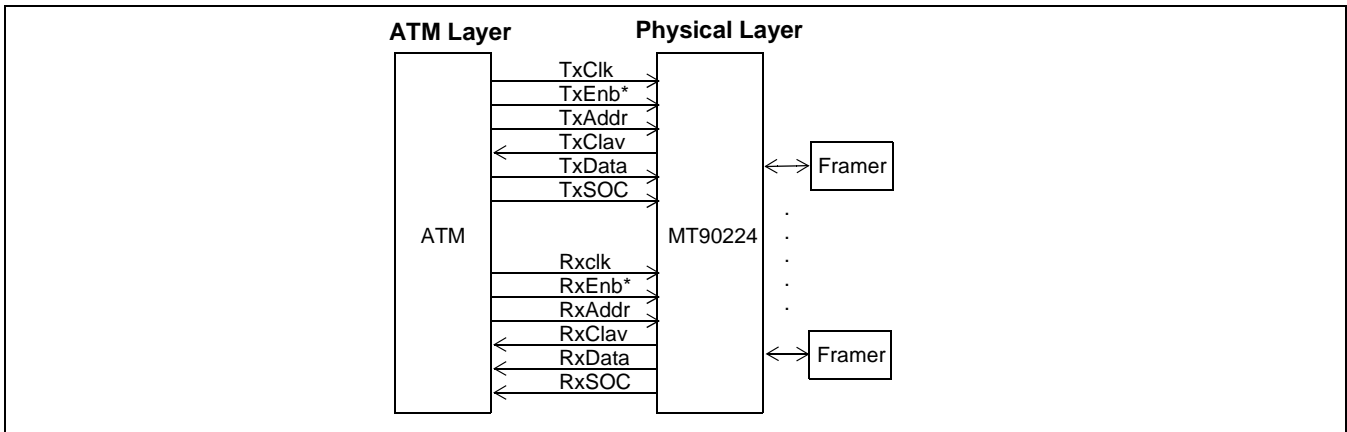 ATM Layer
Physical Layer
TxClk
TxEnb*
TxAddr
TxClav
TxData
TxSOC
Framer
ATM
MT90224
Rxclk
RxEnb*
RxAddr
RxClav
RxData
RxSOC
Framer